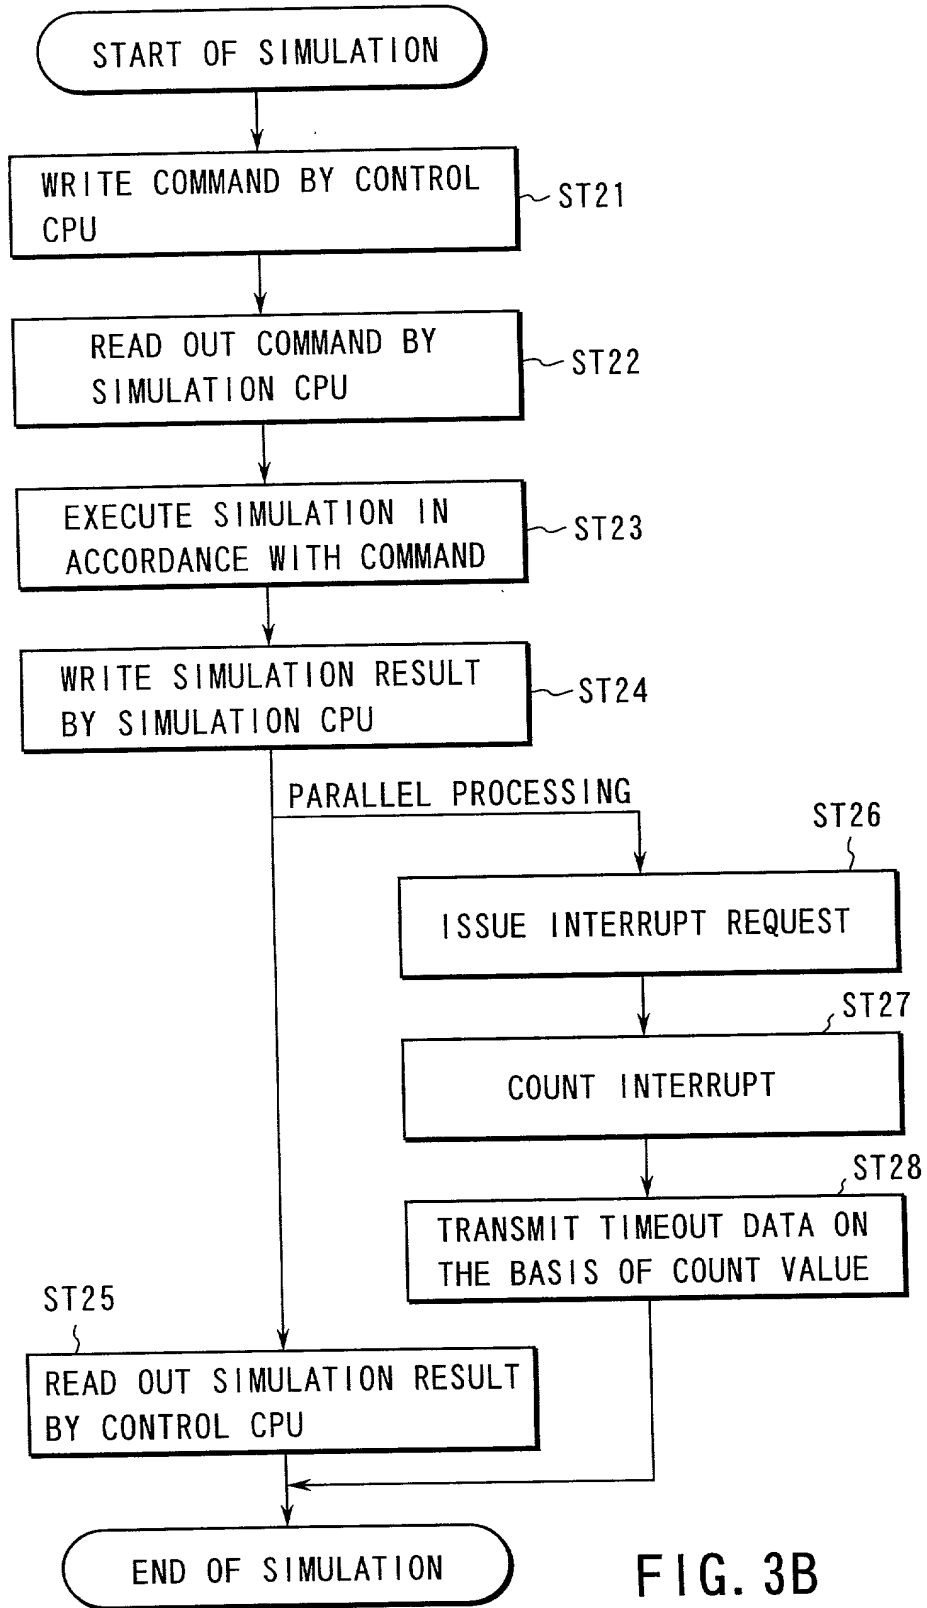 START OF SIMULATION
WRITE COMMAND BY CONTROL
CPU
ST21
READ OUT COMMAND BY
SIMULATION CPU
ST22
EXECUTE SIMULATION IN
ACCORDANCE WITH COMMAND
ST23
WRITE SIMULATION RESULT
BY SIMULATION CPU
ST24
PARALLEL PROCESSING
ST26
ISSUE INTERRUPT REQUEST
ST27
COUNT INTERRUPT
ST28
TRANSMIT TIMEOUT DATA ON
THE BASIS OF COUNT VALUE
ST25
READ OUT SIMULATION RESULT
BY CONTROL CPU
END OF SIMULATION
FIG. 3B